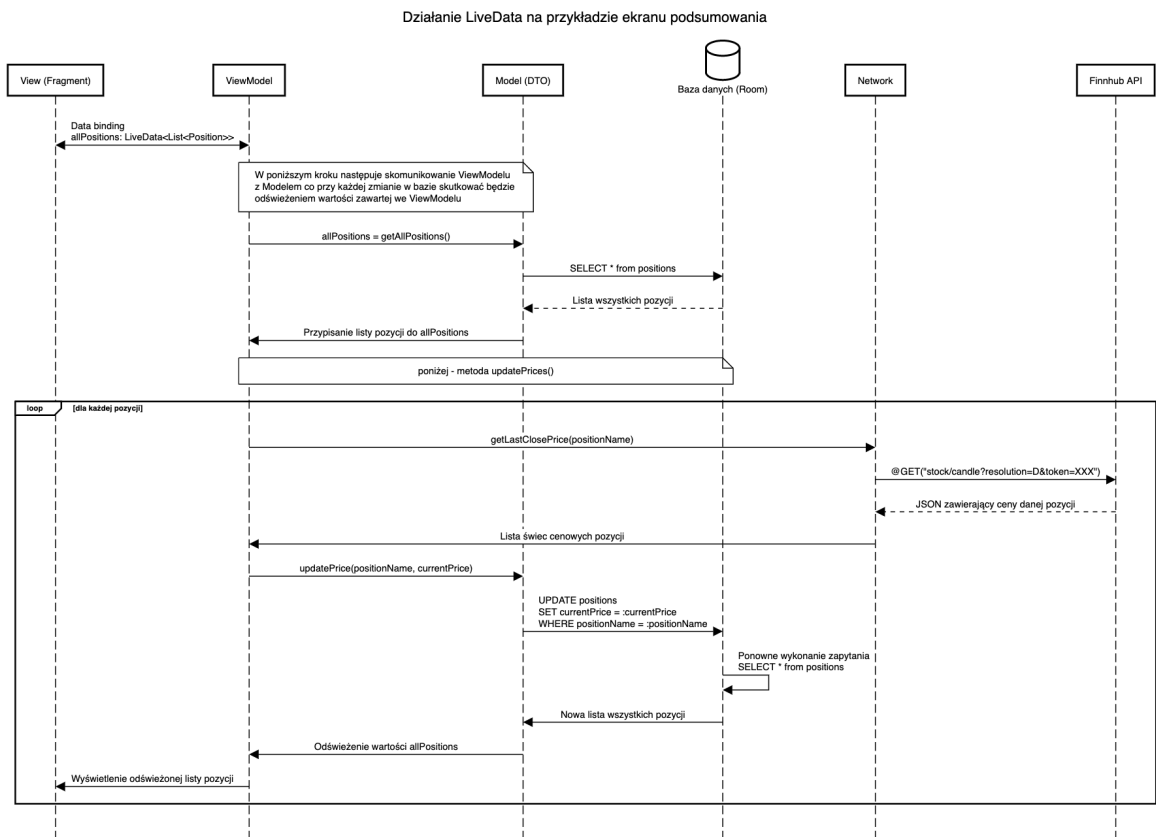 Działanie LiveData na przykładzie ekranu podsumowania
View (Fragment)
ViewModel
Model (DTO)
Baza danych (Room)
Network
Finnhub API
Data binding
allPositions: LiveData<List<Position>>
W poniższym kroku następuje skomunikowanie ViewModelu
z Modelem co przy każdej zmianie w bazie skutkować będzie
odświeżeniem wartości zawartej we ViewModelu
allPositions = getAllPositions()
SELECT * from positions
Lista wszystkich pozycji
Przypisanie listy pozycji do allPositions
poniżej - metoda updatePrices()
loop
[dla każdej pozycji]
getLastClosePrice(positionName)
@GET("stock/candle?resolution=D&token=XXX")
JSON zawierający ceny danej pozycji
Lista świec cenowych pozycji
updatePrice(positionName, currentPrice)
UPDATE positions
SET currentPrice = :currentPrice
WHERE positionName = :positionName
Ponowne wykonanie zapytania
SELECT * from positions
Nowa lista wszystkich pozycji
Odświeżenie wartości allPositions
Wyświetlenie odświeżonej listy pozycji